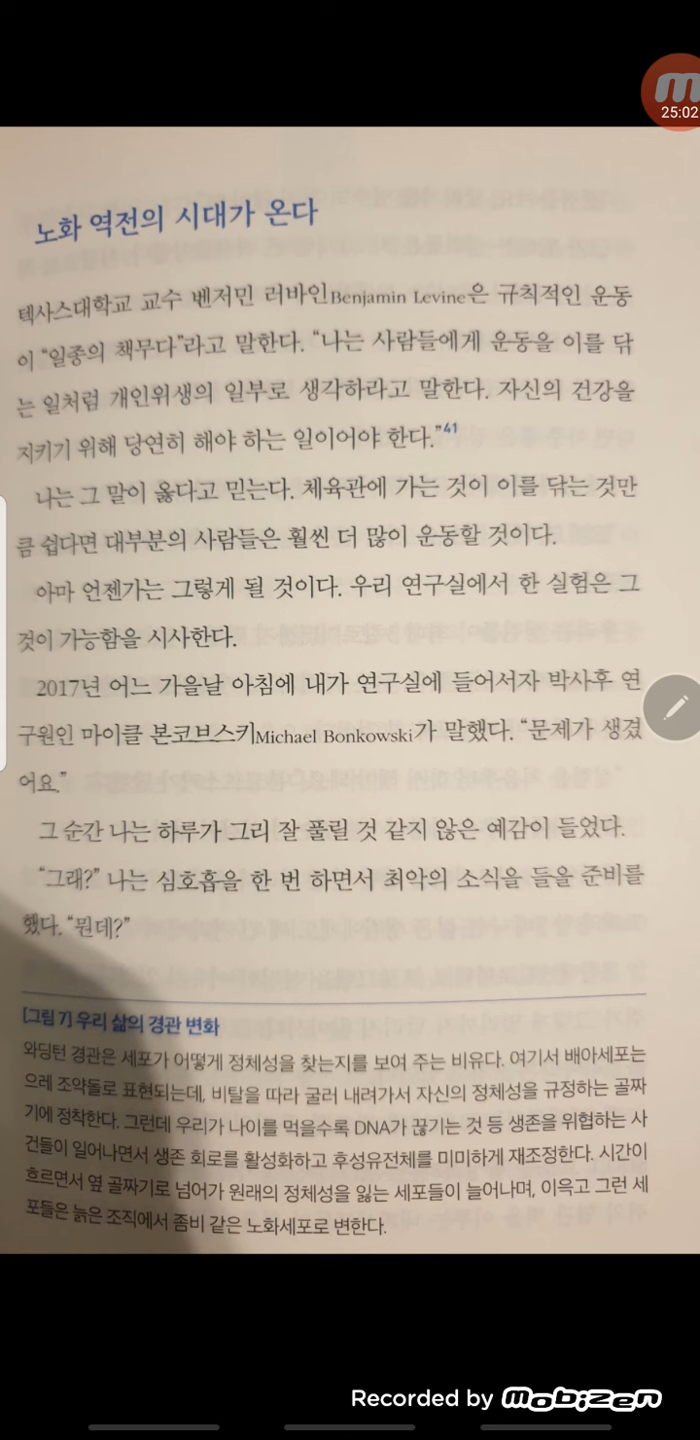 25:02
노화 역전의 시대가 온다
텍사스대학교 교수 벤저민 러바인Benjamin Levine은 규칙적인 운동
이 “일종의 책무다”라고 말한다. “나는 사람들에게 운동을 이를 닦
는 일처럼 개인위생의 일부로 생각하라고 말한다. 자신의 건강을
지키기 위해 당연히 해야 하는 일이어야 한다.”41
나는 그 말이 옳다고 믿는다. 체육관에 가는 것이 이를 닦는 것만
큼 쉽다면 대부분의 사람들은 훨씬 더 많이 운동할 것이다.
아마 언젠가는 그렇게 될 것이다. 우리 연구실에서 한 실험은 그
것이 가능함을 시사한다.
2017년 어느 가을날 아침에 내가 연구실에 들어서자 박사후 연
구원인 마이클 본코브스키Michael Bonkowski가 말했다. “문제가 생겼
어요.”
그 순간 나는 하루가 그리 잘 풀릴 것 같지 않은 예감이 들었다.
“그래?” 나는 심호흡을 한 번 하면서 최악의 소식을 들을 준비를
했다. “뭔데?”
[그림 7] 우리 삶의 경관 변화
와딩턴 경관은 세포가 어떻게 정체성을 찾는지를 보여 주는 비유다. 여기서 배아세포는
으레 조약돌로 표현되는데, 비탈을 따라 굴러 내려가서 자신의 정체성을 규정하는 골짜
기에 정착한다. 그런데 우리가 나이를 먹을수록 DNA가 끊기는 것 등 생존을 위협하는 사
건들이 일어나면서 생존 회로를 활성화하고 후성유전체를 미미하게 재조정한다. 시간이
흐르면서 옆 골짜기로 넘어가 원래의 정체성을 잃는 세포들이 늘어나며, 이윽고 그런 세
포들은 늙은 조직에서 좀비 같은 노화세포로 변한다.
Recorded by mobizen